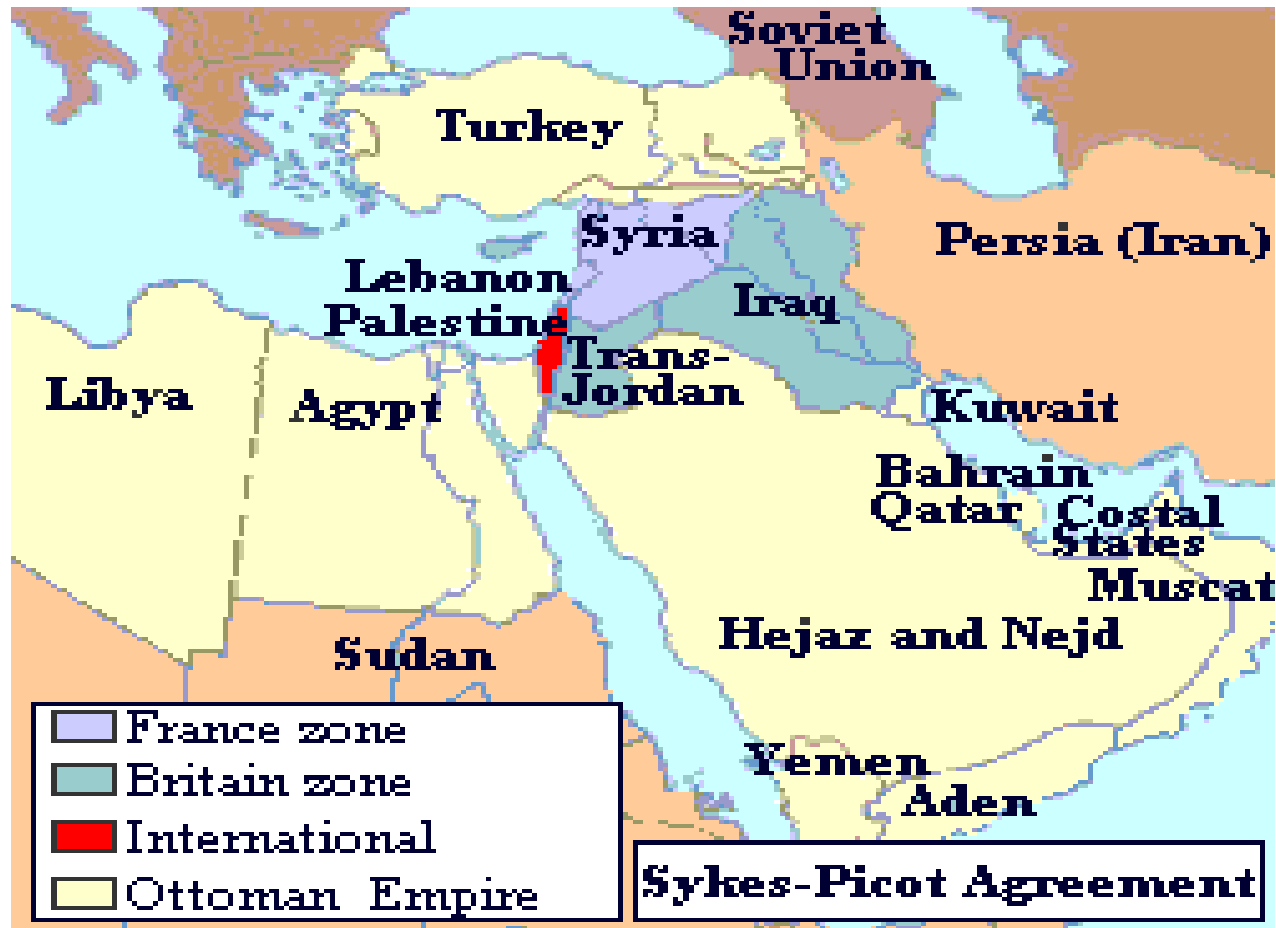 Soviet
Union
Turkey
Syria
Persia (Iran)
Lebanon
Palestine
Iraq
Trans-
Jordan
Libya
Agypt
Kuwait
Bahrain
Qatar
Costal
States
Muscat
Hejaz and Nejd
Sudan
Yemen
Aden
France zone
Britain zone
International
Ottoman Empire
Sykes-Picot Agreement